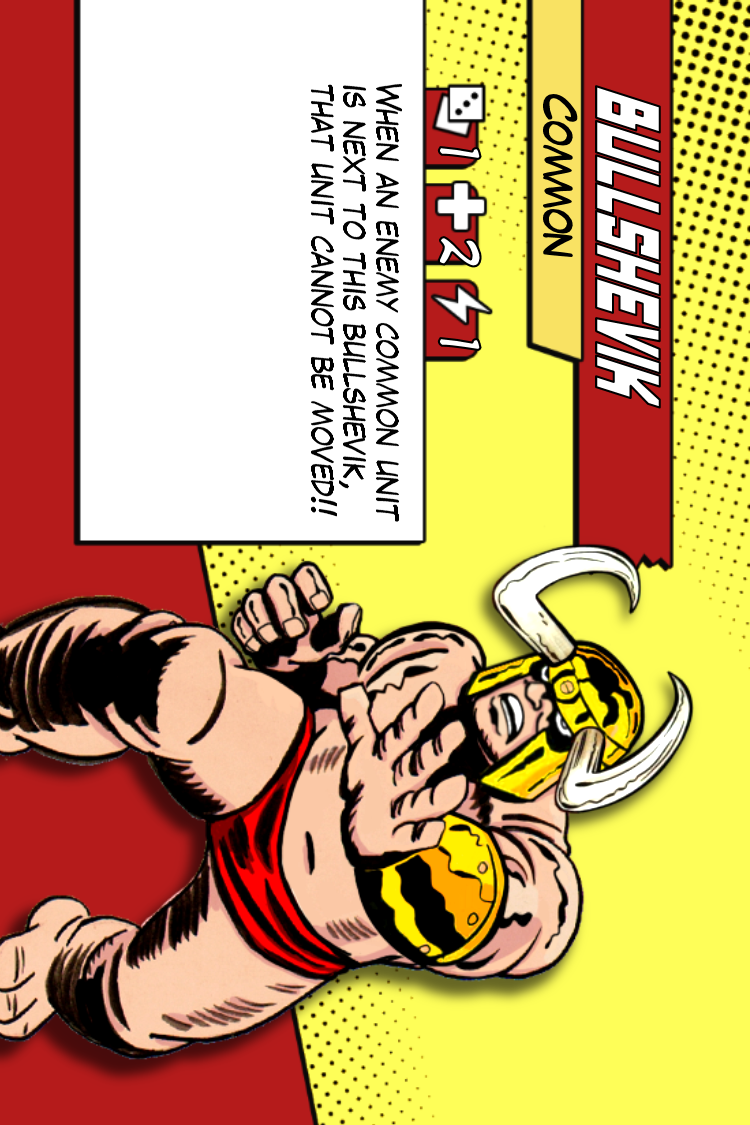 BULLSHEVIK
COMMON
1 2 1
WHEN AN ENEMY COMMON UNIT
IS NEXT TO THIS BULLSHEVIK,
THAT UNIT CANNOT BE MOVED!!